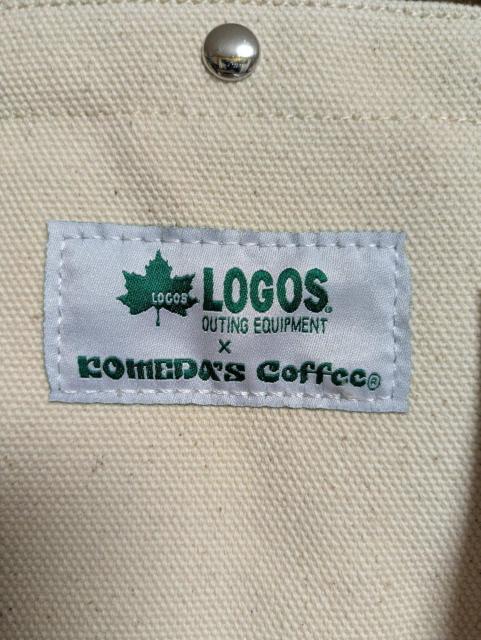 LOGOS
LOGOS®
OUTING EQUIPMENT
×
KOMEDA'S Coffee®